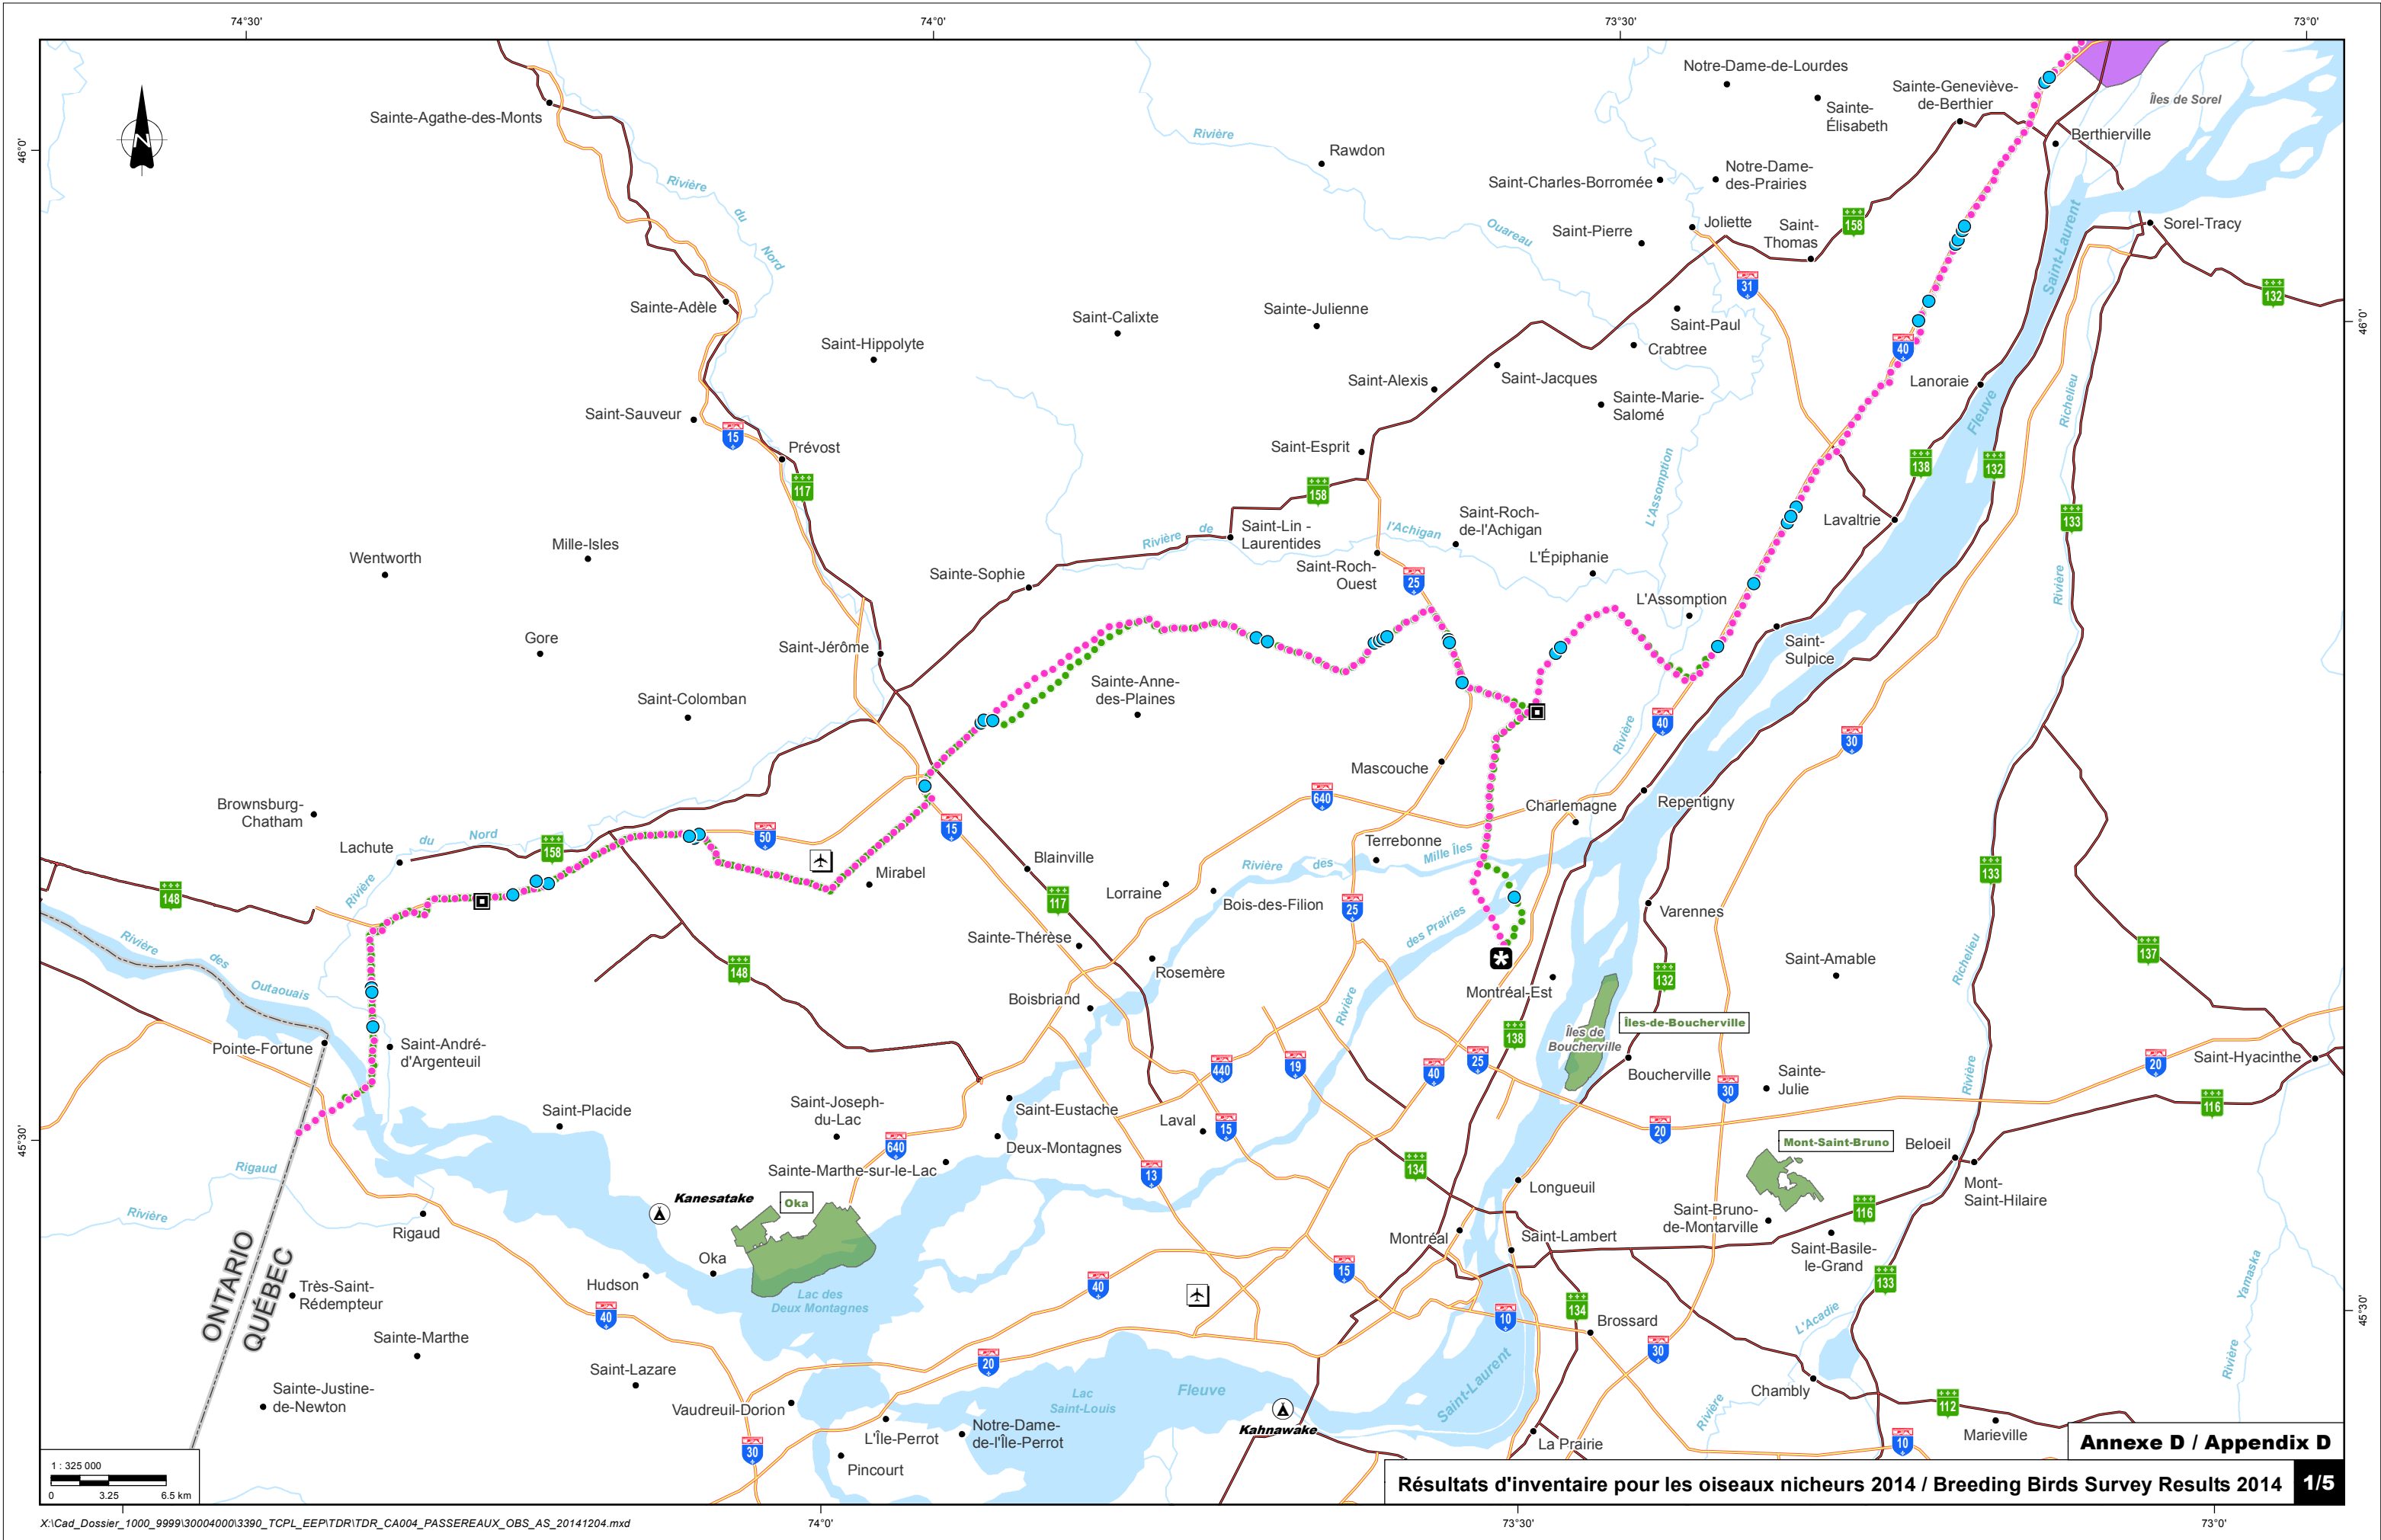 74°30'
74°0'
73°30'
73°0'
46°0'
Sainte-Agathe-des-Monts
N
Rivière
du
Nord
Sainte-Adèle
Saint-Hippolyte
Saint-Calixte
Sainte-Julienne
Saint-Sauveur
15
Prévost
117
Rivière
Rawdon
Ouareau
Notre-Dame-de-Lourdes
Sainte-
Élisabeth
Sainte-Geneviève-
de-Berthier
Îles de Sorel
Berthierville
Saint-Charles-Borromée
Notre-Dame-
des-Prairies
Saint-Pierre
Joliette
Saint-
Thomas
158
Saint-Laurent
Sorel-Tracy
31
132
46°0'
Saint-Paul
Crabtree
40
Saint-Alexis
Saint-Jacques
Sainte-Marie-
Salomé
Lanoraie
Fleuve
Richelieu
Saint-Esprit
158
L'Assomption
138
132
133
Lavaltrie
Wentworth
Mille-Isles
Sainte-Sophie
Rivière
de
Saint-Lin -
Laurentides
l'Achigan
Saint-Roch-
de-l'Achigan
Saint-Roch-
Ouest
25
L'Épiphanie
L'Assomption
Rivière
Gore
Saint-Jérôme
Saint-Colomban
Sainte-Anne-
des-Plaines
Saint-
Sulpice
Rivière
40
30
Mascouche
640
Charlemagne
Repentigny
Brownsburg-
Chatham
Lachute
du
Nord
158
50
15
Mirabel
Blainville
Terrebonne
Rivière
des
Mille Îles
Lorraine
Bois-des-Filion
117
25
133
148
Rivière
Sainte-Thérèse
des Prairies
Varennes
Rivière
des
Outaouais
148
Rosemère
Boisbriand
*
Montréal-Est
132
Saint-Amable
Richelieu
137
Rivière
Îles-de-Boucherville
Îles de
Boucherville
138
Pointe-Fortune
Saint-André-
d'Argenteuil
440
19
40
25
Boucherville
30
Sainte-
Julie
Rivière
20
Saint-Hyacinthe
116
Saint-Placide
Saint-Joseph-
du-Lac
Saint-Eustache
Laval
15
20
45°30'
640
Deux-Montagnes
Mont-Saint-Bruno
Beloeil
Sainte-Marthe-sur-le-Lac
13
134
Rigaud
Kanesatake
Oka
Longueuil
Mont-
Saint-Hilaire
Rivière
Rigaud
Saint-Bruno-
de-Montarville
116
Montréal
Saint-Lambert
Saint-Basile-
le-Grand
ONTARIO
QUÉBEC
Oka
Hudson
15
40
133
Yamaska
Très-Saint-
Rédempteur
Lac des
Deux Montagnes
40
10
134
Brossard
L'Acadie
45°30'
Sainte-Marthe
20
30
Saint-Lazare
Saint-Laurent
Rivière
Sainte-Justine-
de-Newton
Vaudreuil-Dorion
Lac
Saint-Louis
Fleuve
Chambly
112
Rivière
L'Île-Perrot
Notre-Dame-
de-l'Île-Perrot
Kahnawake
Marieville
30
Pincourt
La Prairie
10
Annexe D / Appendix D
1 : 325 000
0 3.25 6.5 km
Résultats d'inventaire pour les oiseaux nicheurs 2014 / Breeding Birds Survey Results 2014 1/5
X:\Cad_Dossier_1000_9999\30004000\3390_TCPL_EEP\TDR\TDR_CA004_PASSEREAUX_OBS_AS_20141204.mxd
74°0'
73°30'
73°0'